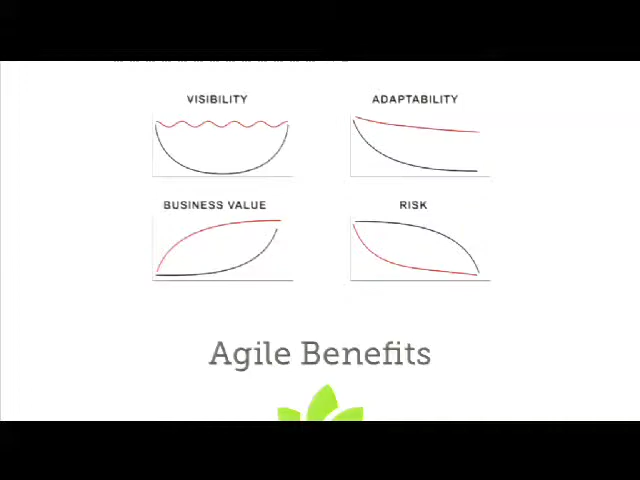 VISIBILITY
ADAPTABILITY
BUSINESS VALUE
RISK
Agile Benefits